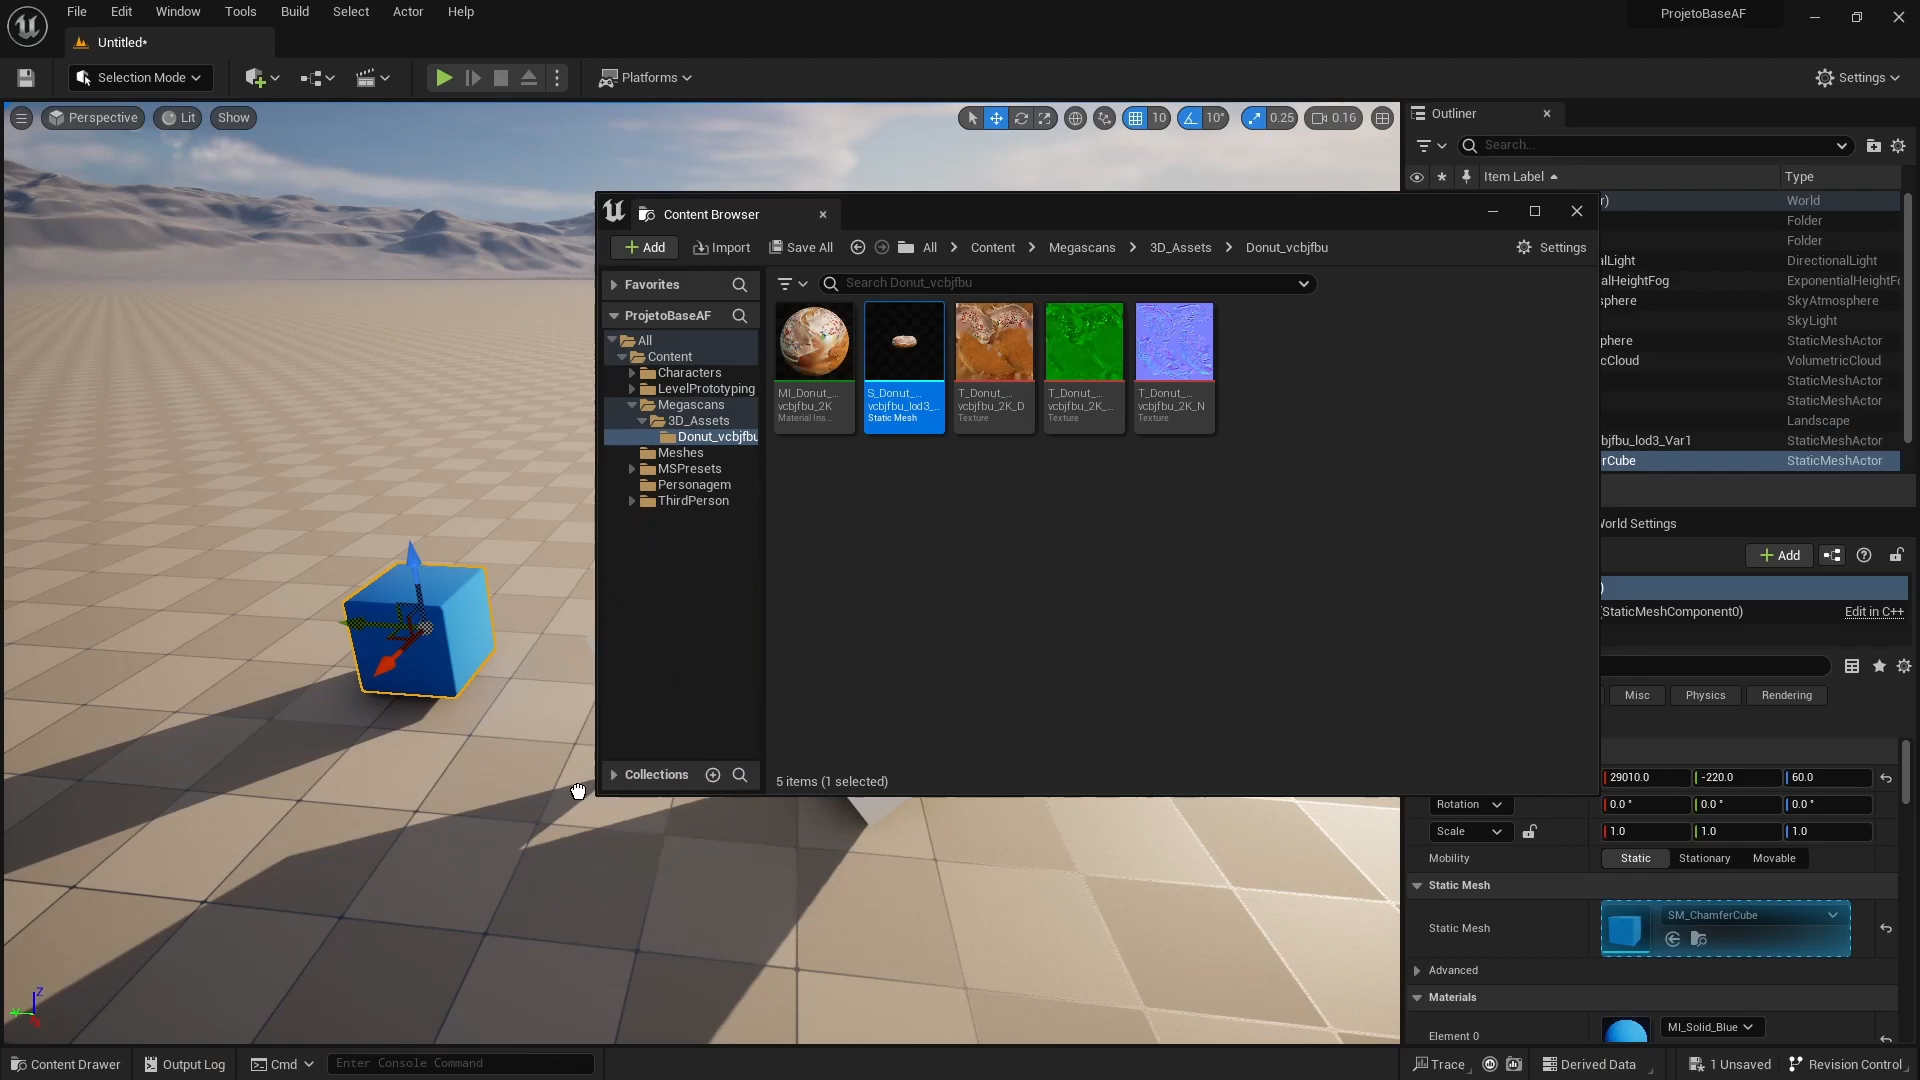 File Edit Window Tools Build Select Actor Help
ProjetoBaseAF
Untitled*
Selection Mode
Platforms
Settings
Perspective Lit Show
10 10° 0.25 0.16
Outliner
Search...
Item Label Type
r) World
Folder
Folder
alLight DirectionalLight
alHeightFog ExponentialHeightFo
sphere SkyAtmosphere
SkyLight
phere StaticMeshActor
cCloud VolumetricCloud
StaticMeshActor
StaticMeshActor
Landscape
bjfbu_lod3_Var1 StaticMeshActor
rCube StaticMeshActor
World Settings
Add
)
(StaticMeshComponent0) Edit in C++
Misc Physics Rendering
29010.0 -220.0 60.0
Rotation 0.0 ° 0.0 ° 0.0 °
Scale 1.0 1.0 1.0
Mobility Static Stationary Movable
Static Mesh
Static Mesh SM_ChamferCube
Advanced
Materials
Element 0 MI_Solid_Blue
Content Browser
Add Import Save All All Content Megascans 3D_Assets Donut_vcbjfbu Settings
Favorites
Search Donut_vcbjfbu
ProjetoBaseAF
All
Content
Characters
LevelPrototyping
Megascans
3D_Assets
Donut_vcbjfbu
Meshes
MSPresets
Personagem
ThirdPerson
MI_Donut_...
vcbjfbu_2K
Material Ins...
S_Donut_...
vcbjfbu_lod3_...
Static Mesh
T_Donut_...
vcbjfbu_2K_D
Texture
T_Donut_...
vcbjfbu_2K_...
Texture
T_Donut_...
vcbjfbu_2K_N
Texture
Collections
5 items (1 selected)
Z
Content Drawer Output Log Cmd Enter Console Command Trace Derived Data 1 Unsaved Revision Control